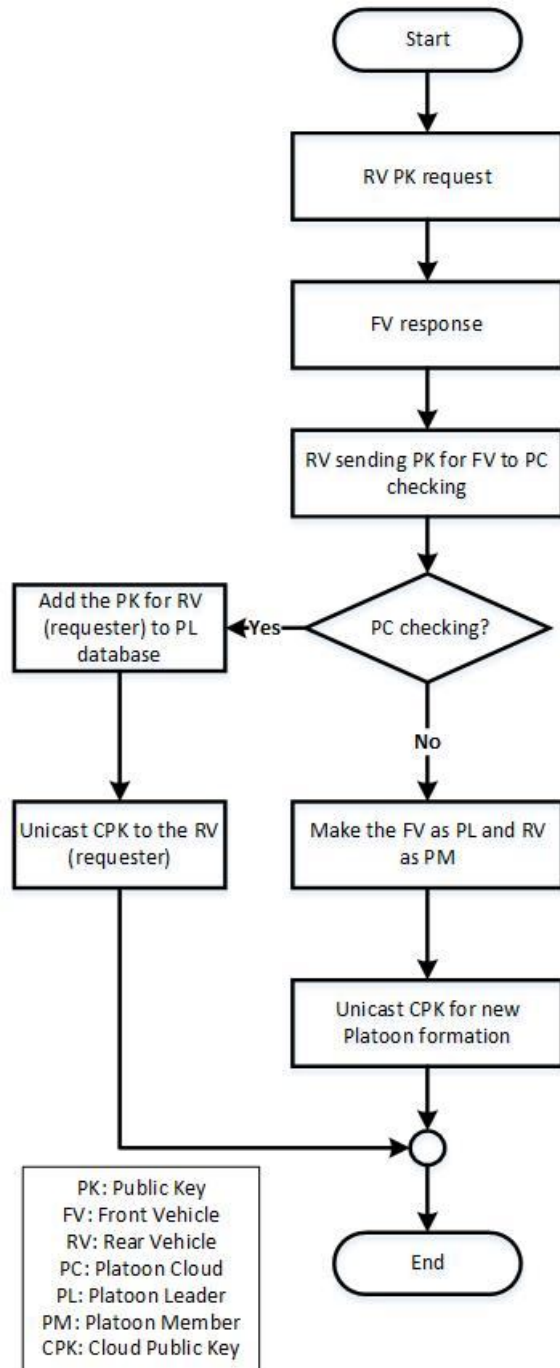 Start
RV PK request
FV response
RV sending PK for FV to PC
checking
PC checking?
Yes
Add the PK for RV
(requester) to PL
database
Unicast CPK to the RV
(requester)
No
Make the FV as PL and RV
as PM
Unicast CPK for new
Platoon formation
End
PK: Public Key
FV: Front Vehicle
RV: Rear Vehicle
PC: Platoon Cloud
PL: Platoon Leader
PM: Platoon Member
CPK: Cloud Public Key